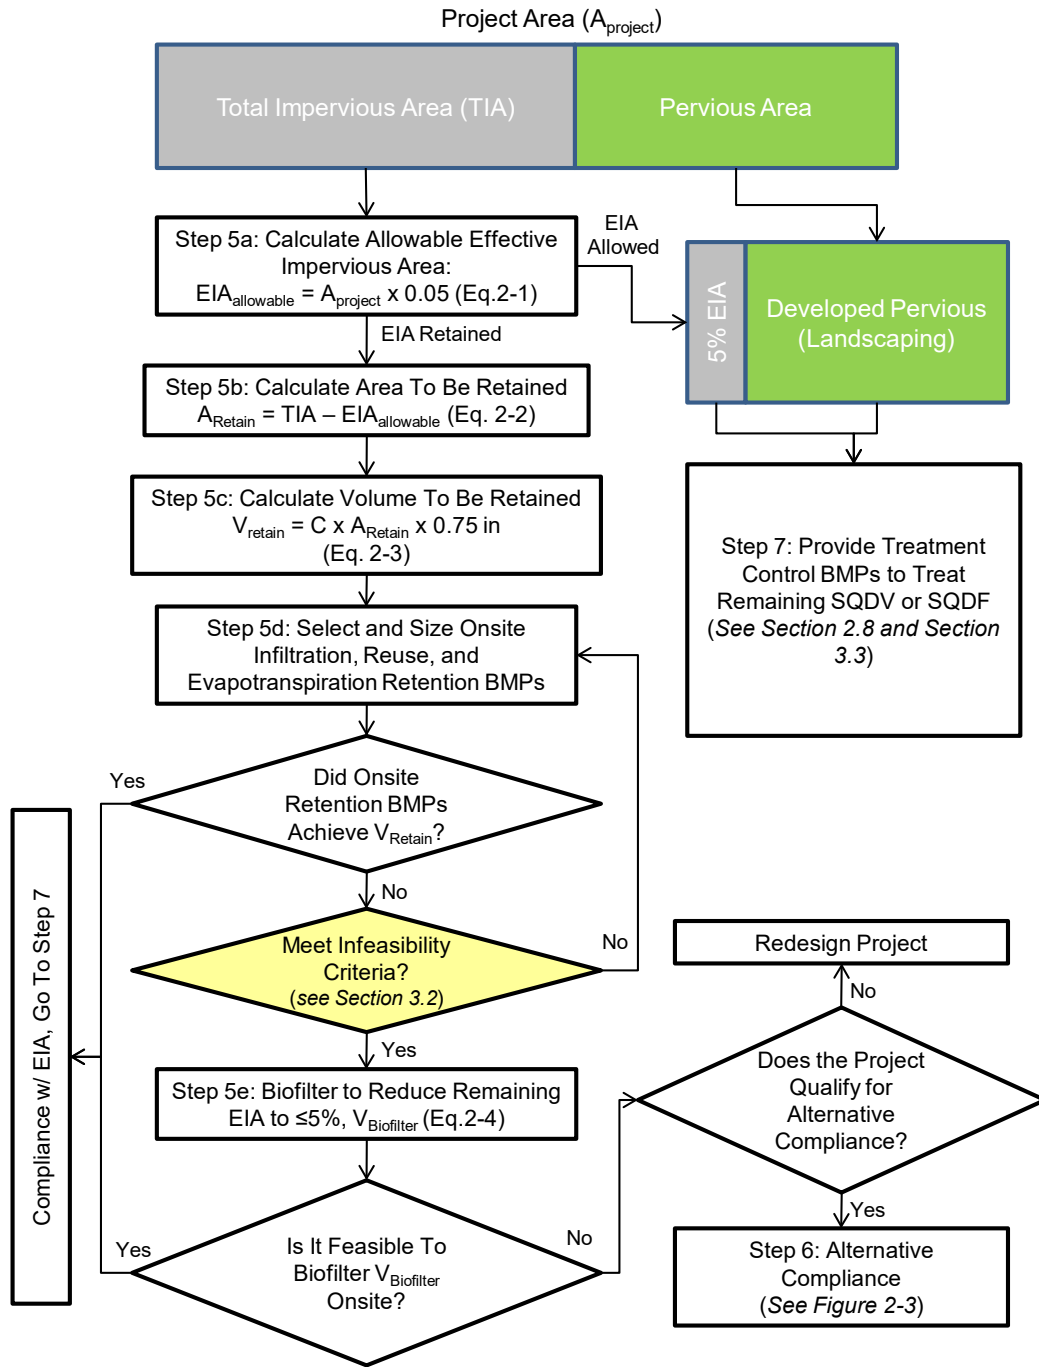 Project Area (Aproject)
Total Impervious Area (TIA)
Pervious Area
Step 5a: Calculate Allowable Effective
Impervious Area:
EIAallowable = Aproject x 0.05 (Eq.2-1)
EIA
Allowed
5% EIA
Developed Pervious
(Landscaping)
EIA Retained
Step 5b: Calculate Area To Be Retained
ARetain = TIA – EIAallowable (Eq. 2-2)
Step 5c: Calculate Volume To Be Retained
Vretain = C x ARetain x 0.75 in
(Eq. 2-3)
Step 7: Provide Treatment
Control BMPs to Treat
Remaining SQDV or SQDF
(See Section 2.8 and Section
3.3)
Step 5d: Select and Size Onsite
Infiltration, Reuse, and
Evapotranspiration Retention BMPs
Yes
Did Onsite
Retention BMPs
Achieve VRetain?
No
Compliance w/ EIA, Go To Step 7
Meet Infeasibility
Criteria?
(see Section 3.2)
No
Yes
Step 5e: Biofilter to Reduce Remaining
EIA to ≤5%, VBiofilter (Eq.2-4)
Yes
Is It Feasible To
Biofilter VBiofilter
Onsite?
No
Redesign Project
No
Does the Project
Qualify for
Alternative
Compliance?
Yes
Step 6: Alternative
Compliance
(See Figure 2-3)